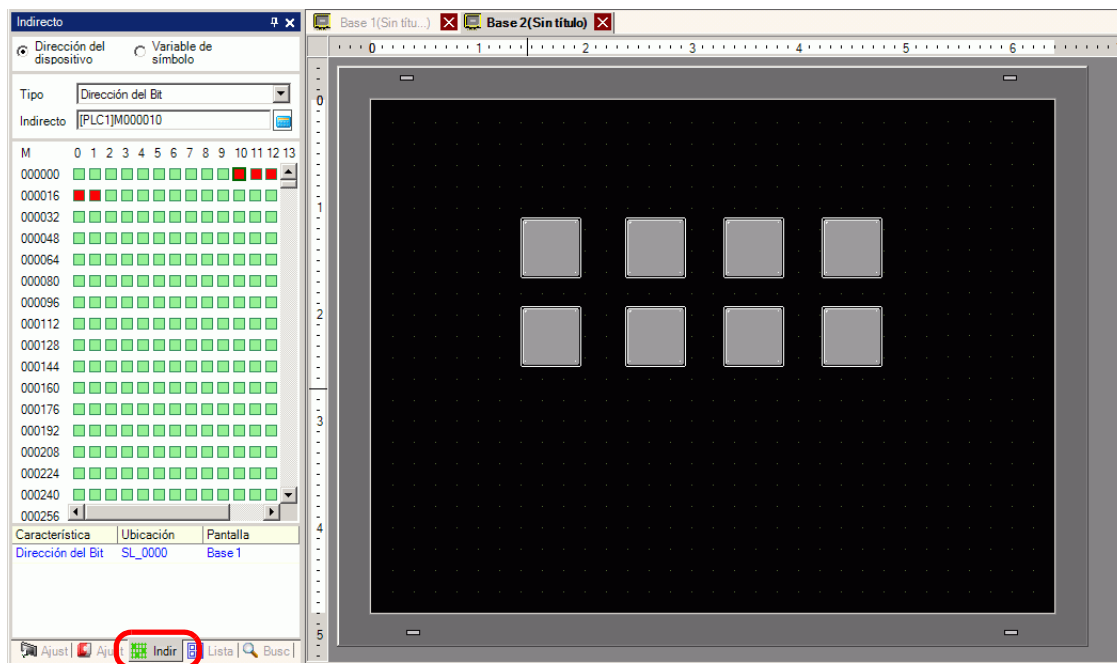 Indirecto
Base 1(Sin títu...) Base 2(Sin título)
Dirección del dispositivo
Variable de símbolo
Tipo Dirección del Bit
Indirecto [PLC1]M000010
0 1 2 3 4 5 6
M 0 1 2 3 4 5 6 7 8 9 10 11 12 13
000000
000016
000032
000048
000064
000080
000096
000112
000128
000144
000160
000176
000192
000208
000224
000240
000256
0
1
2
3
4
5
Característica Ubicación Pantalla
Dirección del Bit SL_0000 Base 1
Ajust Aju Indir Lista Busc